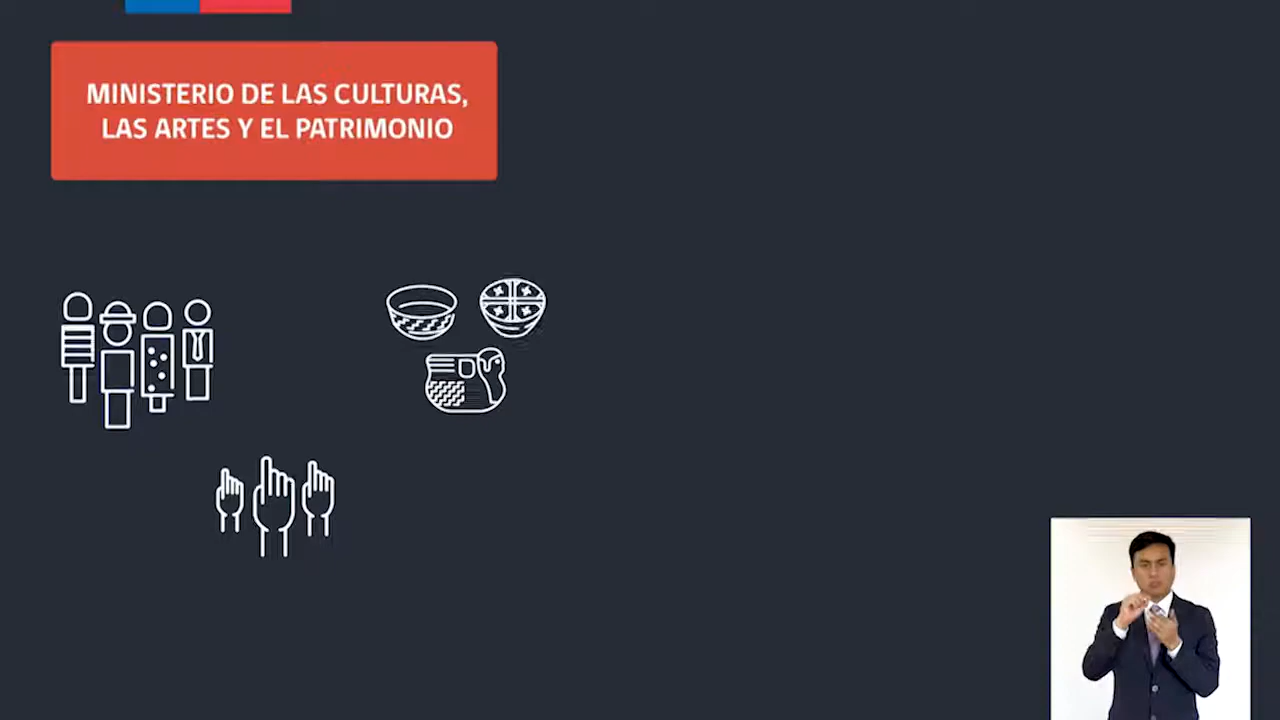 MINISTERIO DE LAS CULTURAS,
LAS ARTES Y EL PATRIMONIO